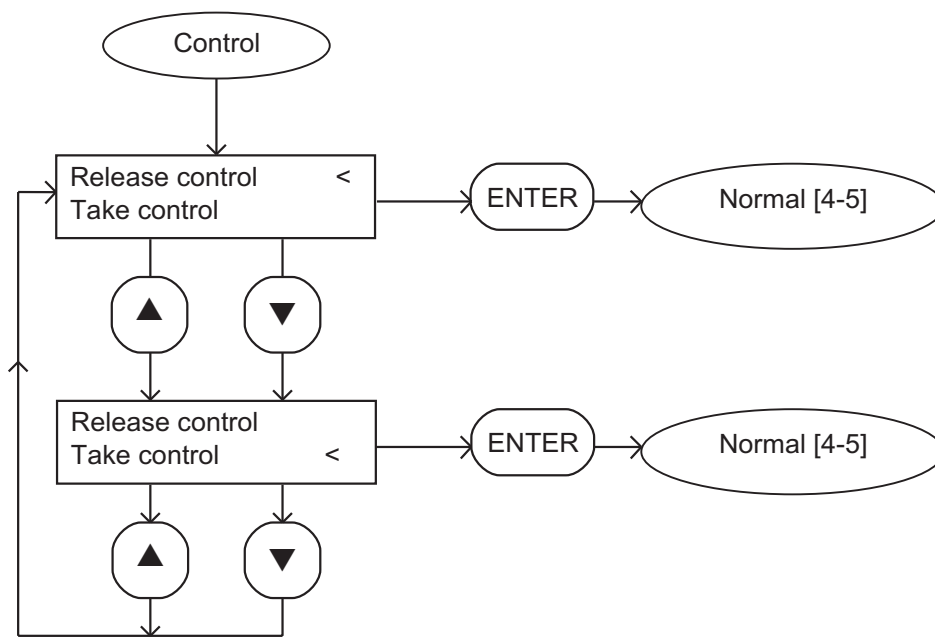 Control
Release control <
Take control
ENTER
Normal [4-5]
▲ ▼
Release control
Take control <
ENTER
Normal [4-5]
▲ ▼